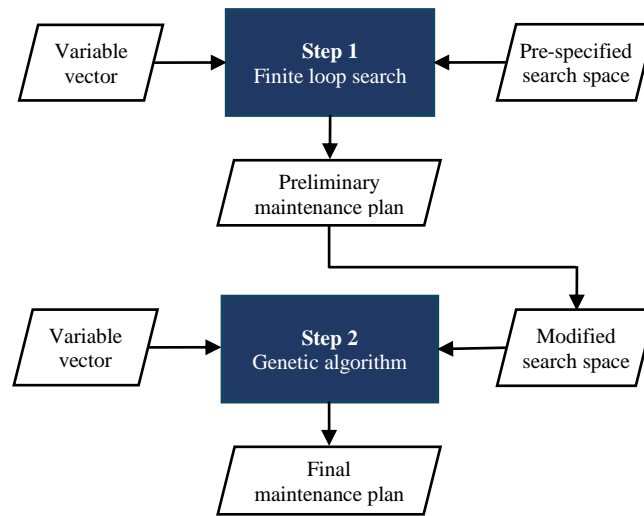 Variable
vector
Step 1
Finite loop search
Pre-specified
search space
Preliminary
maintenance plan
Variable
vector
Step 2
Genetic algorithm
Modified
search space
Final
maintenance plan